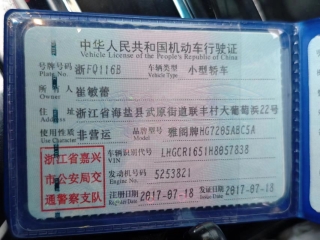 中华人民共和国机动车行驶证
Vehicle License of the People's Republic of China
号牌号码 浙FQ116B 车辆类型 小型轿车
Plate No. Vehicle Type
所有人 崔敏蕾
Owner
住址 浙江省海盐县武原街道联丰村大葡萄浜22号
Address
使用性质 非营运 品牌型号 雅阁牌HG7205ABC5A
Use Character Model
浙江省嘉兴
市公安局交
通警察支队
车辆识别代号 LHGCR1651H8057838
VIN
发动机号码 5253821
Engine No.
注册日期 2017-07-18 发证日期 2017-07-18
Register Date Issue Date